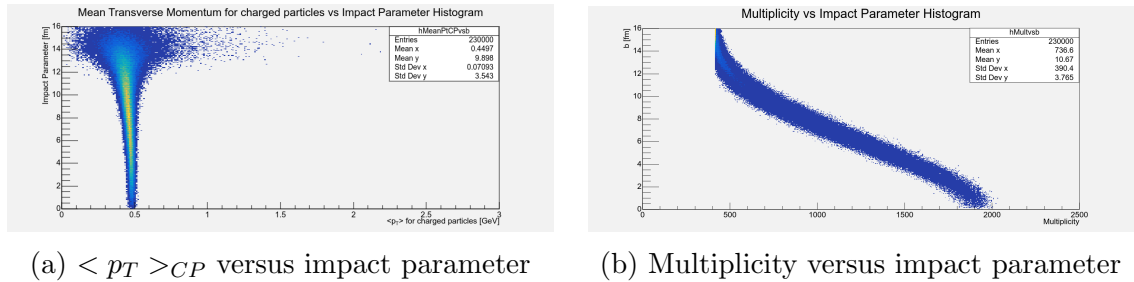 Mean Transverse Momentum for charged particles vs Impact Parameter Histogram
Impact Parameter [fm]
16
14
12
10
8
6
4
2
0
hMeanPtCPvsb
Entries 230000
Mean x 0.4497
Mean y 9.898
Std Dev x 0.07093
Std Dev y 3.543
0 0.5 1 1.5 2 2.5 3
<p_T> for charged particles [GeV]
(a) < p_T >_CP versus impact parameter
Multiplicity vs Impact Parameter Histogram
b [fm]
16
14
12
10
8
6
4
2
0
hMultvsb
Entries 230000
Mean x 736.6
Mean y 10.67
Std Dev x 390.4
Std Dev y 3.765
0 500 1000 1500 2000 2500
Multiplicity
(b) Multiplicity versus impact parameter